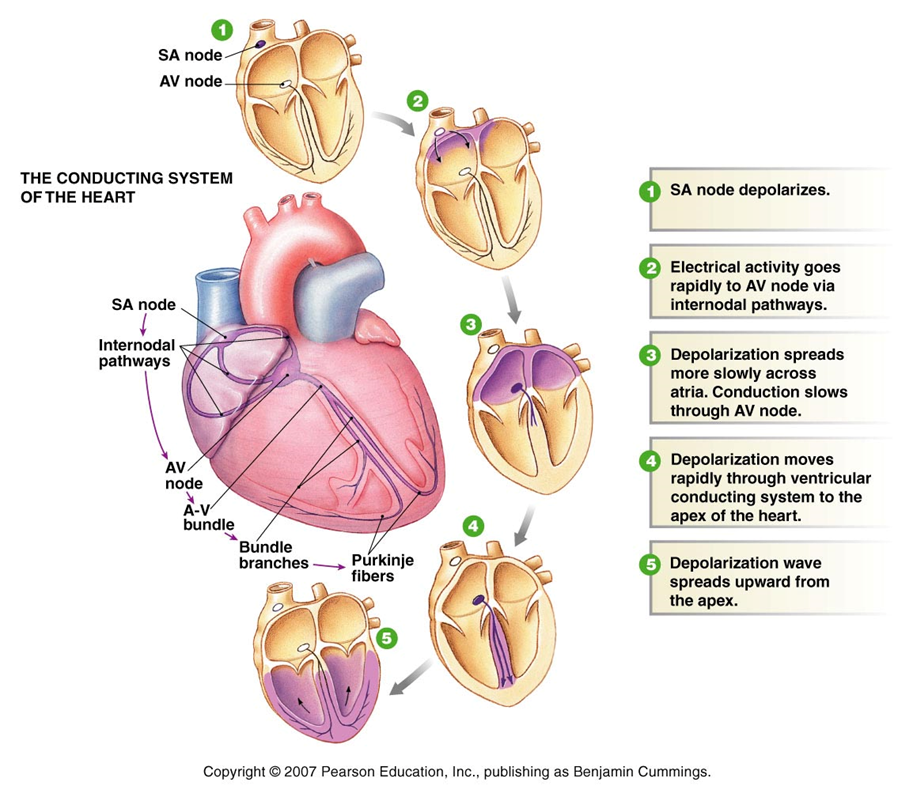 1
SA node
AV node
2
THE CONDUCTING SYSTEM
OF THE HEART
SA node
Internodal
pathways
AV
node
A-V
bundle
Bundle
branches
Purkinje
fibers
3
4
5
1 SA node depolarizes.
2 Electrical activity goes
rapidly to AV node via
internodal pathways.
3 Depolarization spreads
more slowly across
atria. Conduction slows
through AV node.
4 Depolarization moves
rapidly through ventricular
conducting system to the
apex of the heart.
5 Depolarization wave
spreads upward from
the apex.
Copyright © 2007 Pearson Education, Inc., publishing as Benjamin Cummings.